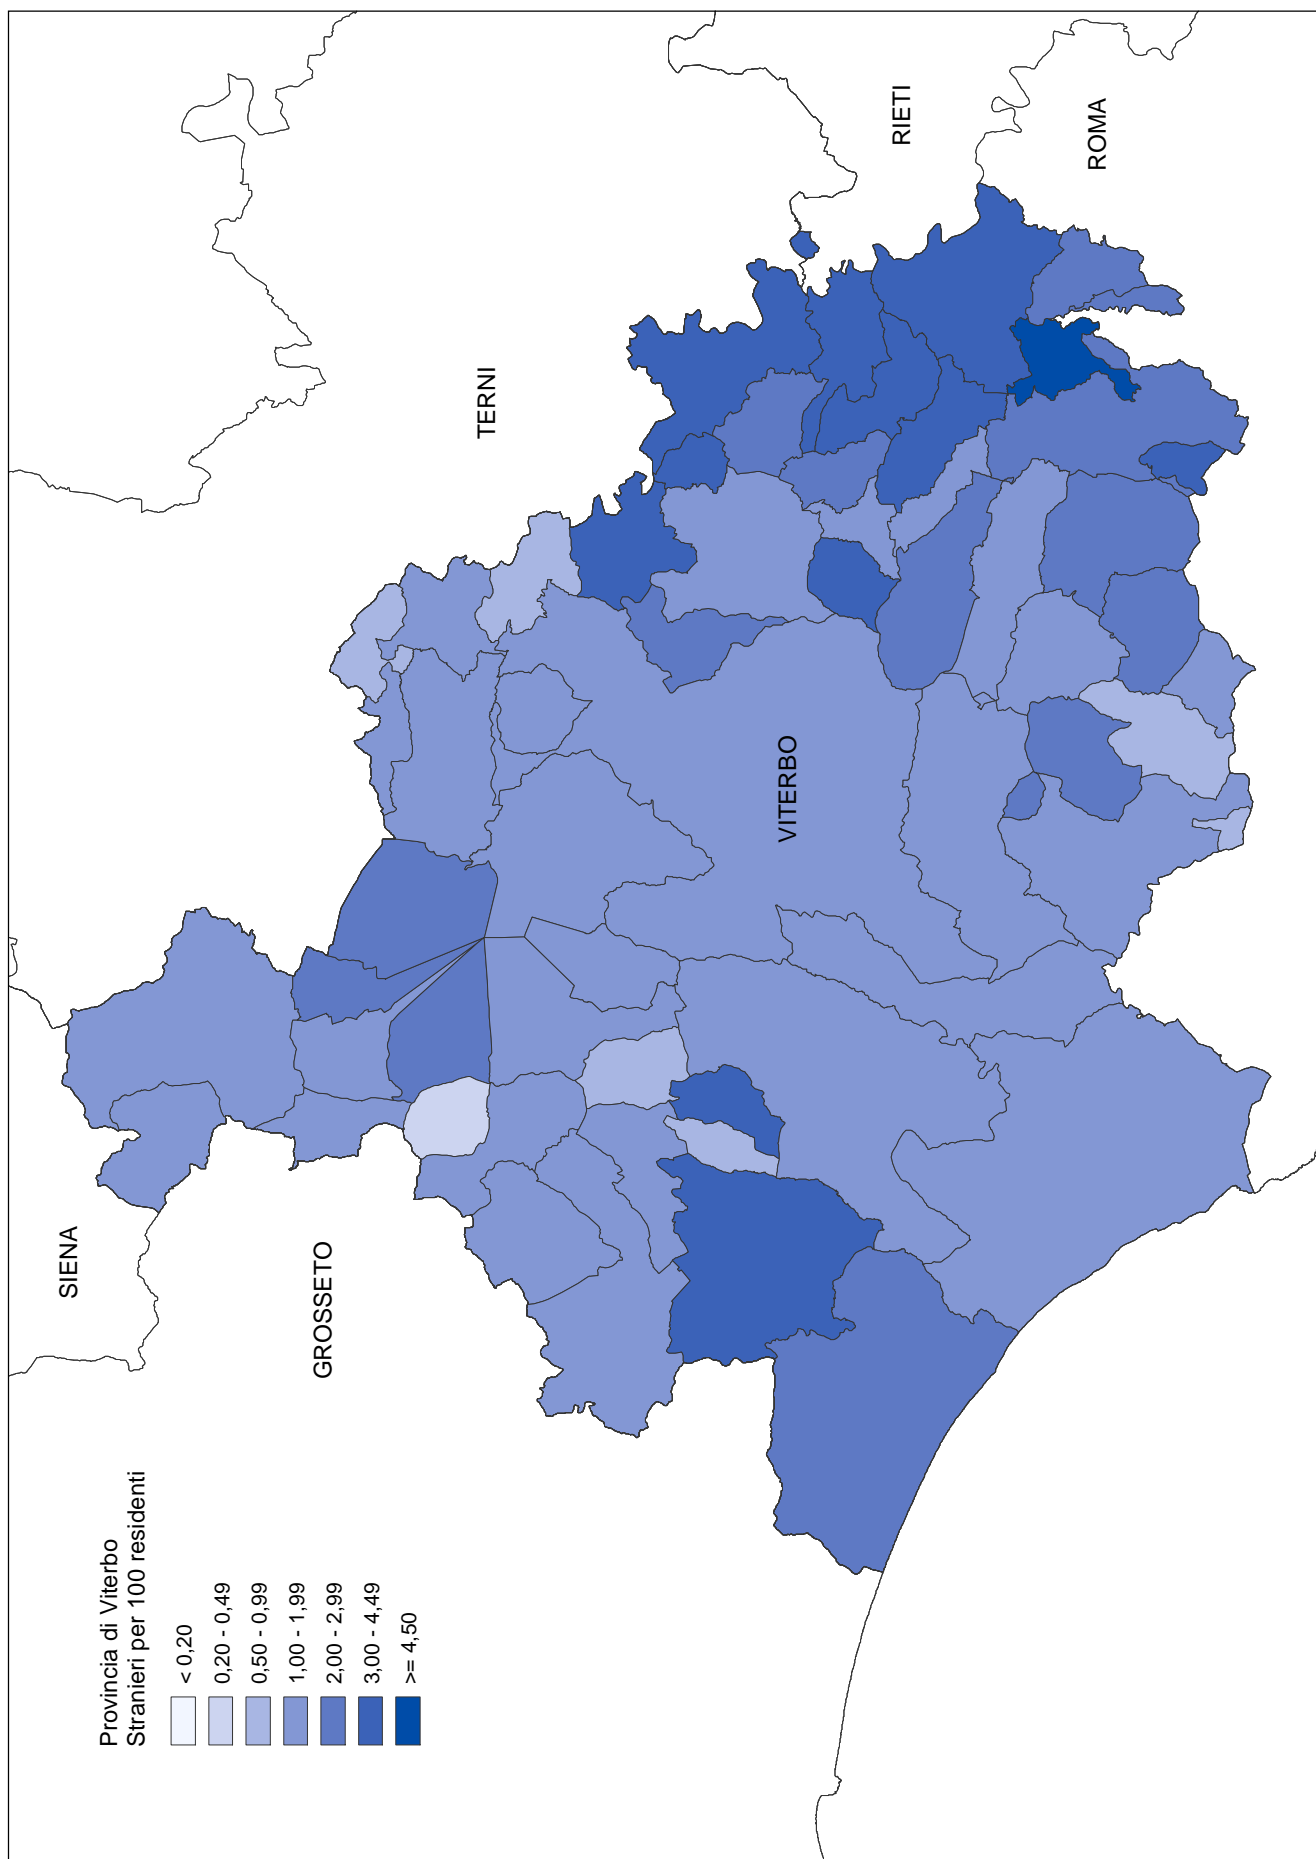 Provincia di Viterbo
Stranieri per 100 residenti
< 0,20
0,20 - 0,49
0,50 - 0,99
1,00 - 1,99
2,00 - 2,99
3,00 - 4,49
>= 4,50
SIENA
GROSSETO
TERNI
VITERBO
RIETI
ROMA